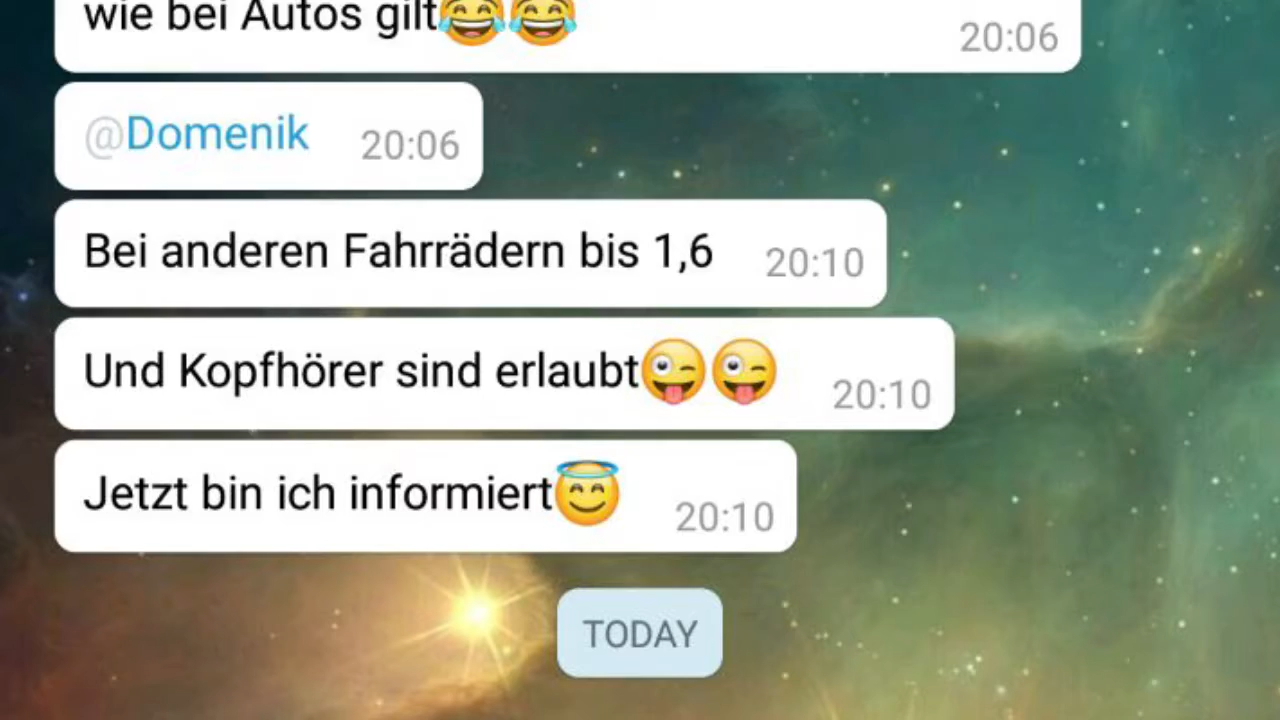 wie bei Autos gilt😂😂 20:06
@Domenik 20:06
Bei anderen Fahrrädern bis 1,6 20:10
Und Kopfhörer sind erlaubt😜😜 20:10
Jetzt bin ich informiert😇 20:10
TODAY